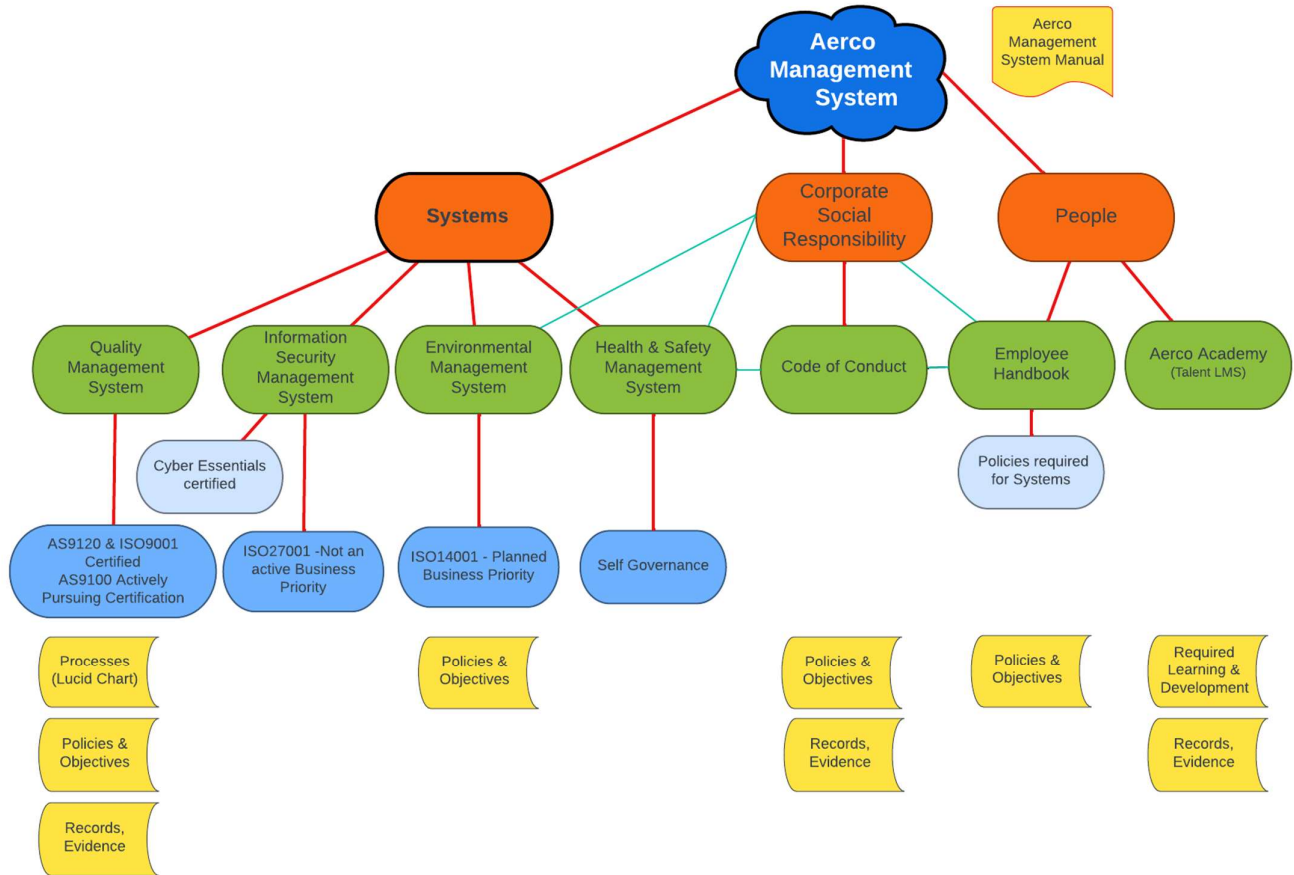 Aerco
Management
System
Aerco
Management
System Manual
Systems
Corporate
Social
Responsibility
People
Quality
Management
System
Information
Security
Management
System
Environmental
Management
System
Health & Safety
Management
System
Code of Conduct
Employee
Handbook
Aerco Academy
(Talent LMS)
Cyber Essentials
certified
Policies required
for Systems
AS9120 & ISO9001
Certified
AS9100 Actively
Pursuing Certification
ISO27001 -Not an
active Business
Priority
ISO14001 - Planned
Business Priority
Self Governance
Processes
(Lucid Chart)
Policies &
Objectives
Policies &
Objectives
Policies &
Objectives
Required
Learning &
Development
Policies &
Objectives
Records,
Evidence
Records,
Evidence
Records,
Evidence